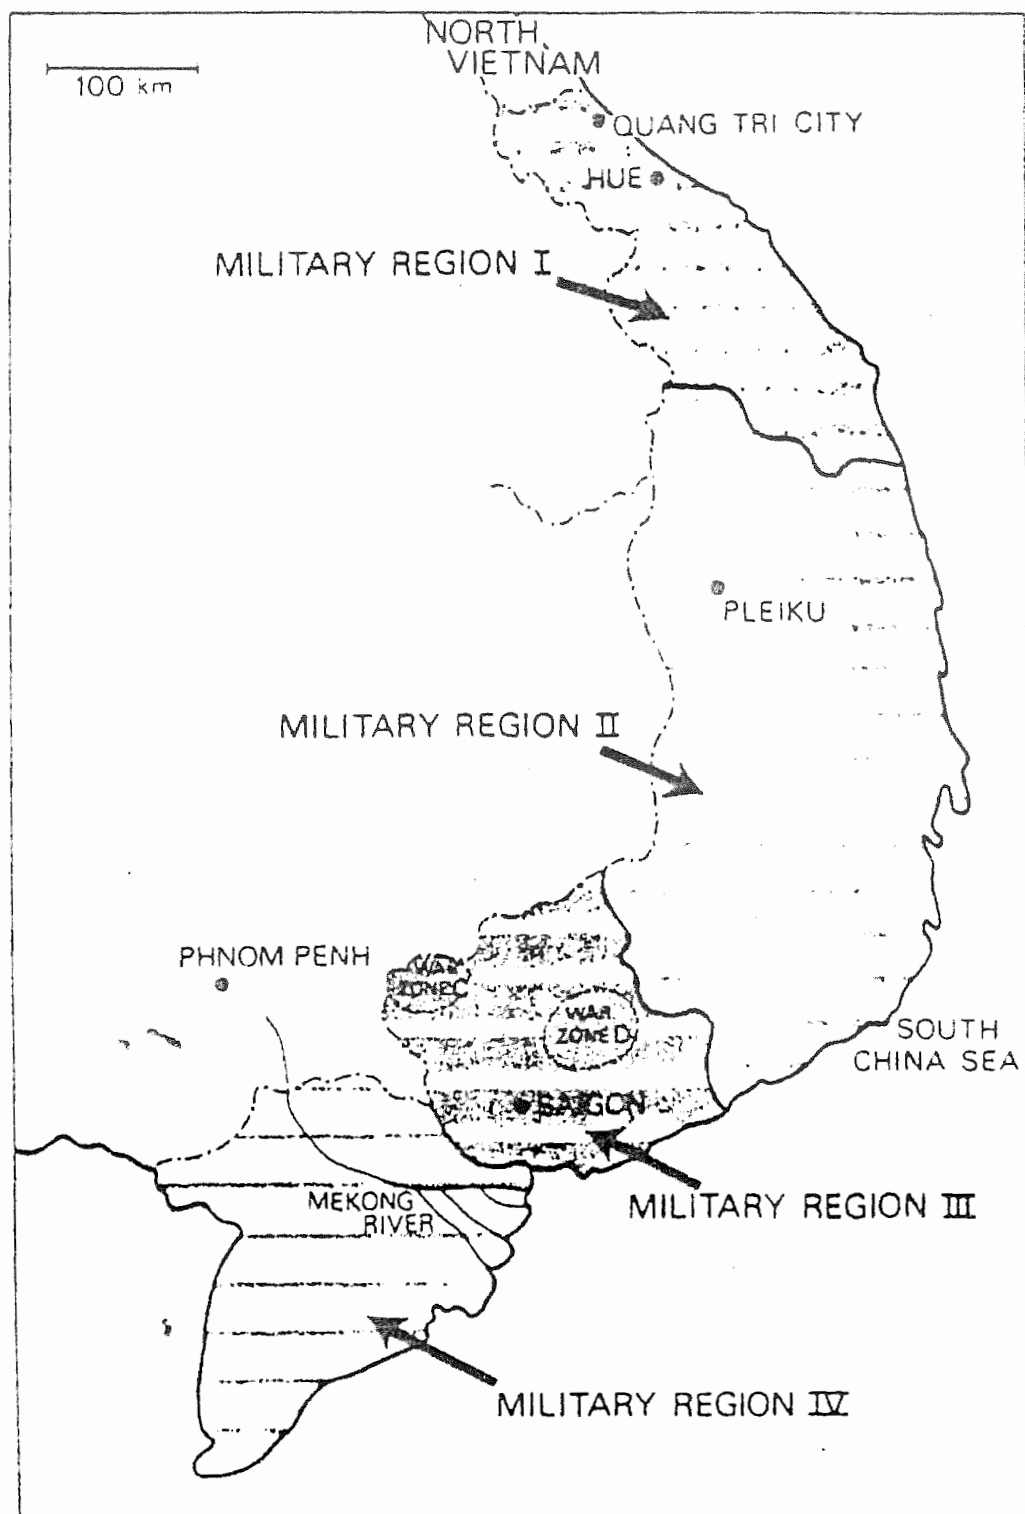 NORTH
VIETNAM
100 km
QUANG TRI CITY
HUE
MILITARY REGION I
PLEIKU
MILITARY REGION II
PHNOM PENH
WAR
ZONE C
WAR
ZONE D
SOUTH
CHINA SEA
SAIGON
MEKONG
RIVER
MILITARY REGION III
MILITARY REGION IV